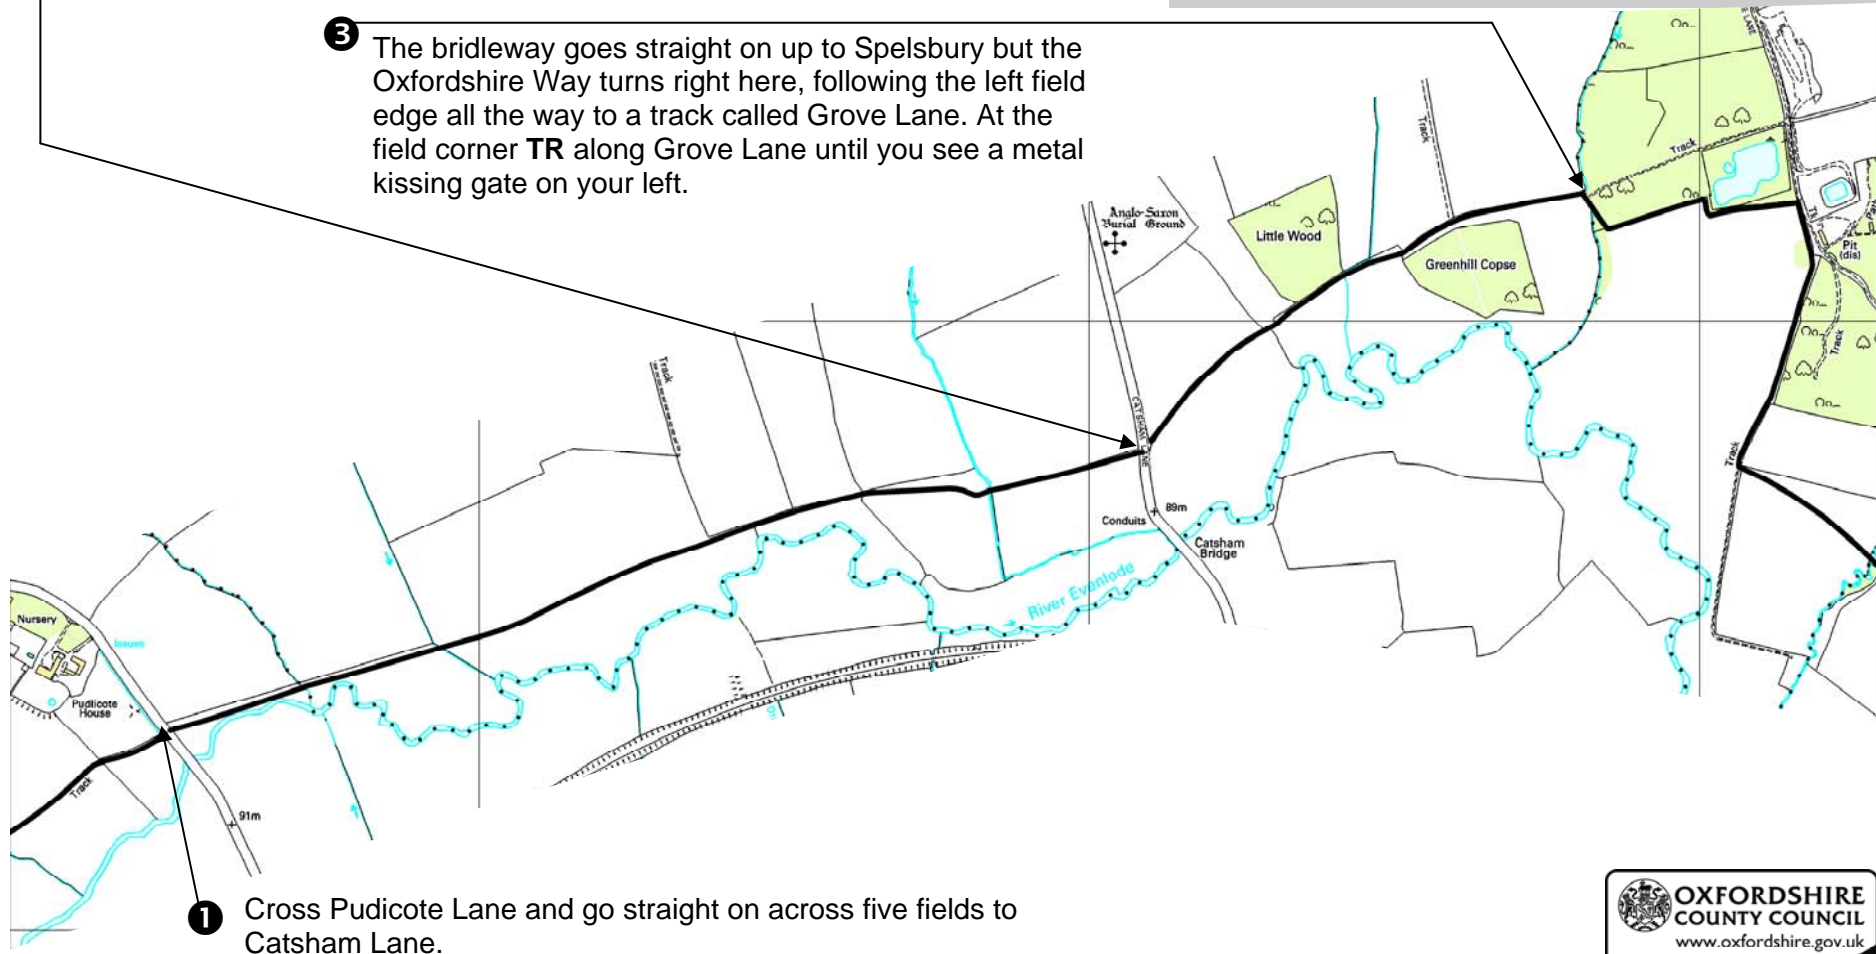 ❸ The bridleway goes straight on up to Spelsbury but the
Oxfordshire Way turns right here, following the left field
edge all the way to a track called Grove Lane. At the
field corner TR along Grove Lane until you see a metal
kissing gate on your left.
Track
Track
Anglo-Saxon
Burial Ground
Little Wood
Greenhill Copse
Pit
(dis)
Track
Track
CATSHAM LANE
Track
89m
Conduits
Catsham
Bridge
River Evenlode
Nursery
Issues
Pudlicote
House
Track
91m
❶ Cross Pudicote Lane and go straight on across five fields to
Catsham Lane.
OXFORDSHIRE
COUNTY COUNCIL
www.oxfordshire.gov.uk